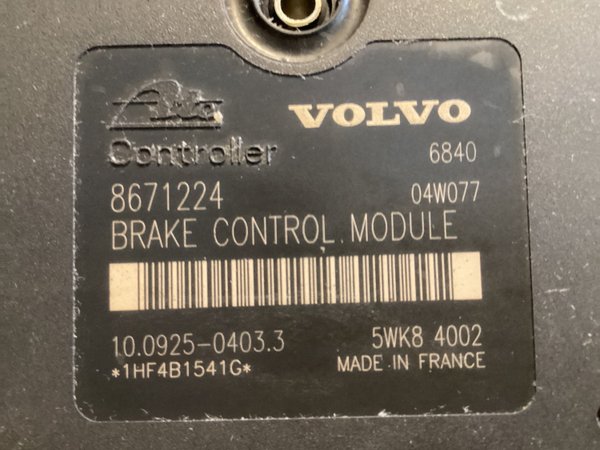 Ate VOLVO
Controller 6840
8671224 04W077
BRAKE CONTROL MODULE
10.0925-0403.3 5WK8 4002
*1HF4B1541G* MADE IN FRANCE